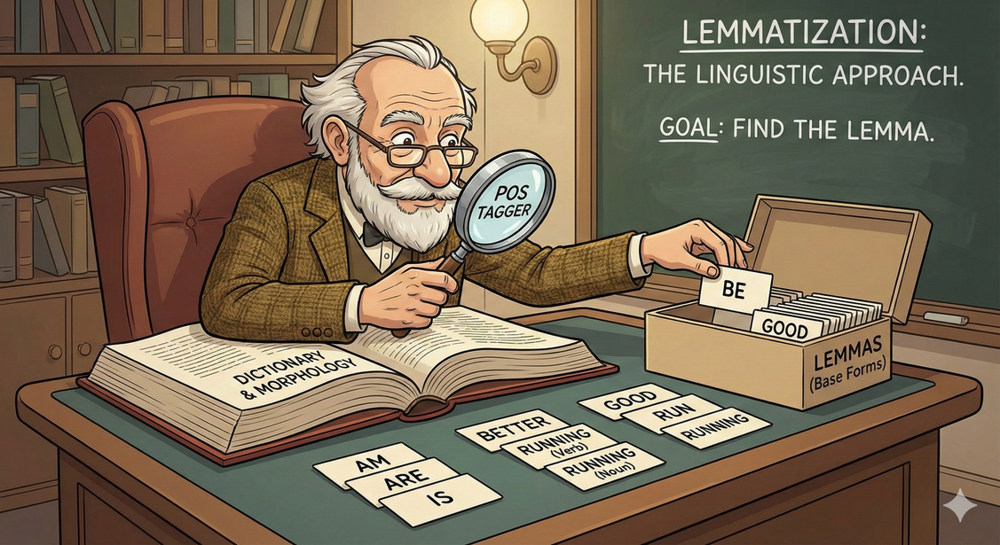 LEMMATIZATION:
THE LINGUISTIC APPROACH.
GOAL: FIND THE LEMMA.
POS
TAGGER
BE
GOOD
LEMMAS
(Base Forms)
DICTIONARY
& MORPHOLOGY
AM
ARE
IS
BETTER
RUNNING
(Verb)
RUNNING
(Noun)
GOOD
RUN
RUNNING